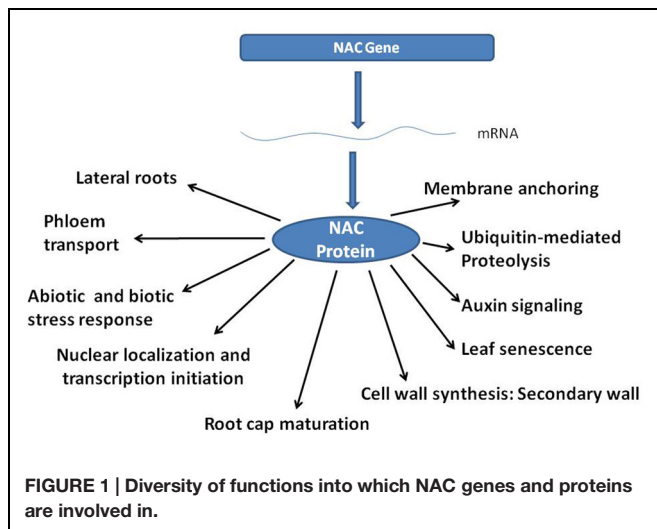 NAC Gene
mRNA
NAC
Protein
Lateral roots
Phloem
transport
Abiotic and biotic
stress response
Nuclear localization and
transcription initiation
Root cap maturation
Membrane anchoring
Ubiquitin-mediated
Proteolysis
Auxin signaling
Leaf senescence
Cell wall synthesis: Secondary wall
FIGURE 1 | Diversity of functions into which NAC genes and proteins
are involved in.